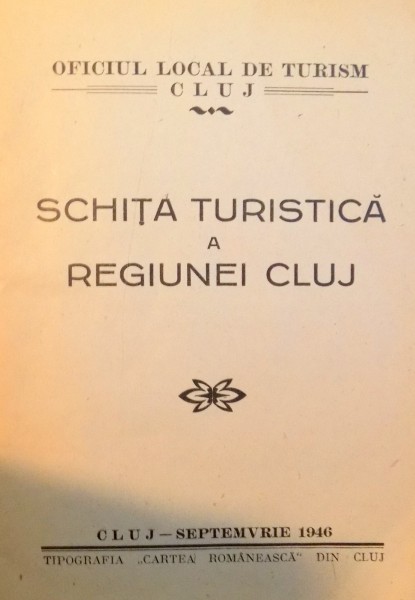 OFICIUL LOCAL DE TURISM
CLUJ
SCHIȚA TURISTICĂ
A
REGIUNEI CLUJ
CLUJ — SEPTEMVRIE 1946
TIPOGRAFIA „CARTEA ROMÂNEASCĂ” DIN CLUJ